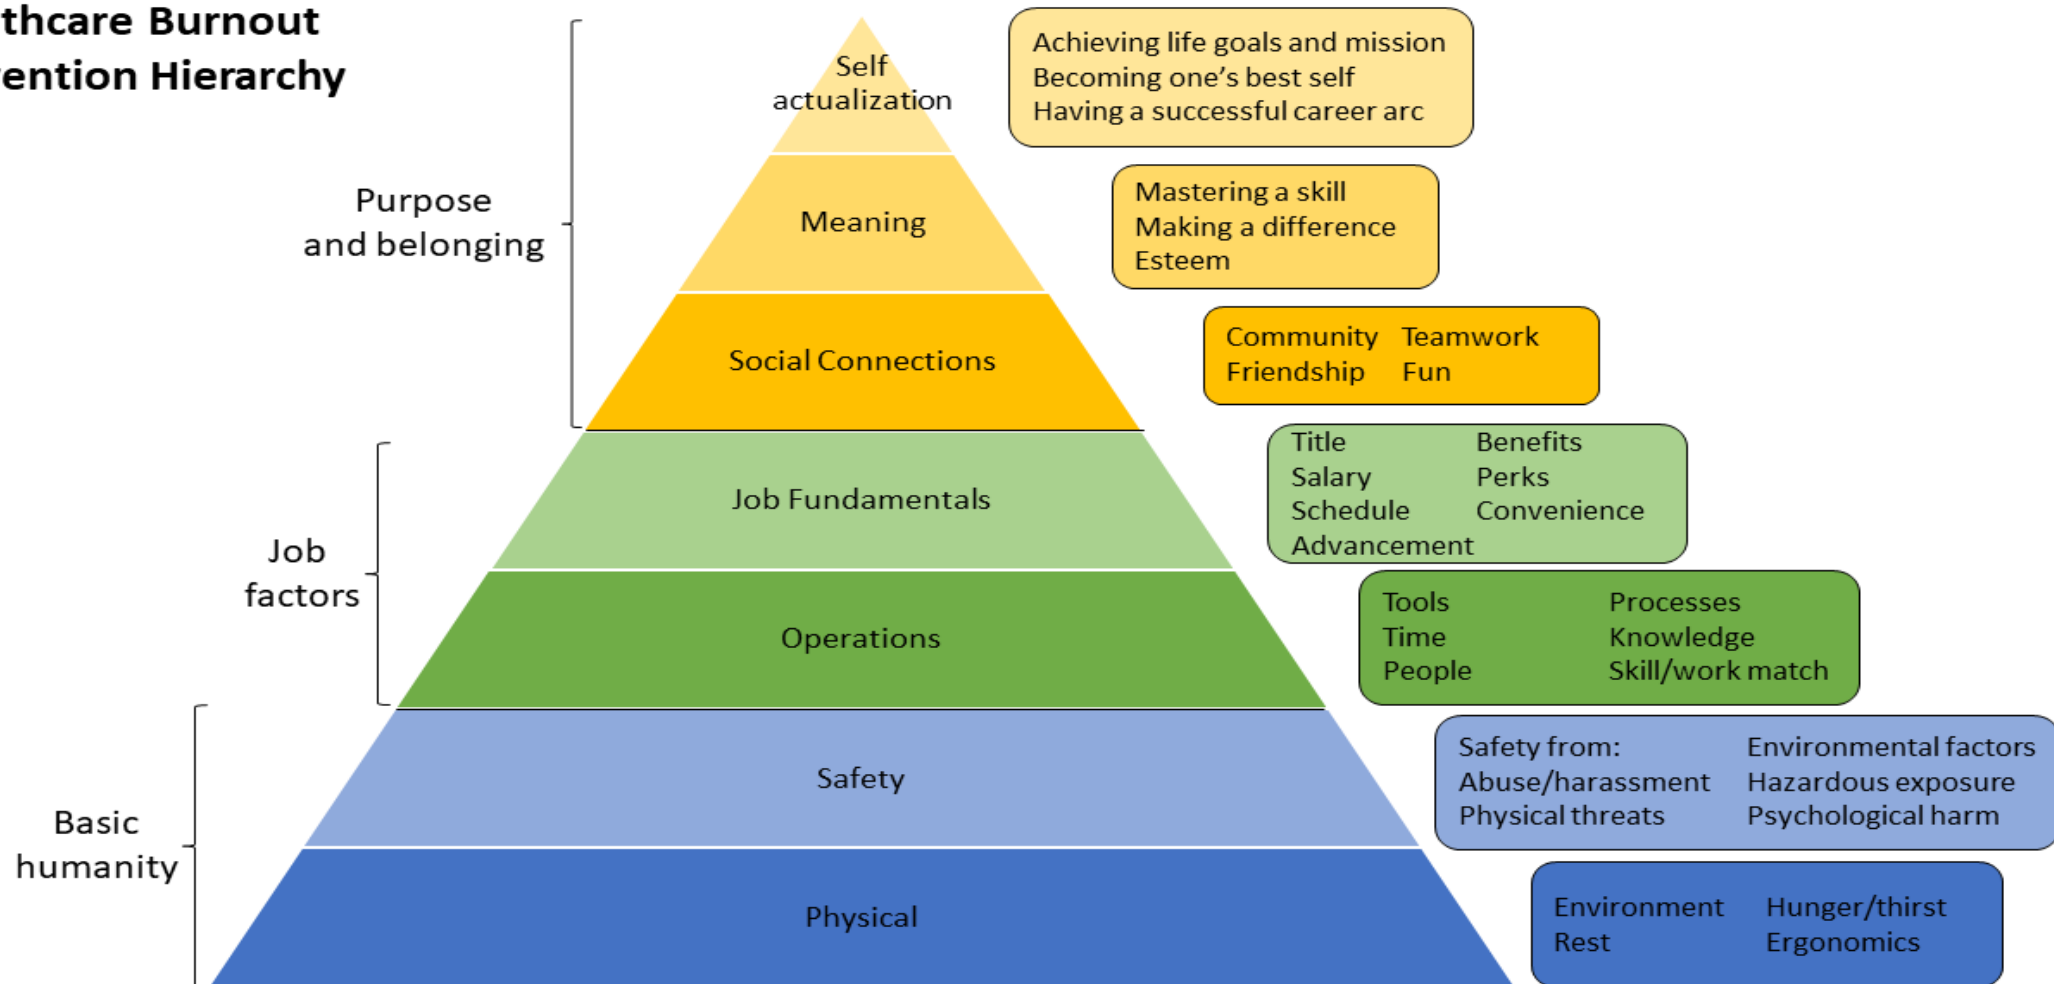 thcare Burnout
ention Hierarchy
Self
actualization
Achieving life goals and mission
Becoming one's best self
Having a successful career arc
Purpose
and belonging
Meaning
Mastering a skill
Making a difference
Esteem
Social Connections
Community Teamwork
Friendship Fun
Job
factors
Job Fundamentals
Title Benefits
Salary Perks
Schedule Convenience
Advancement
Operations
Tools Processes
Time Knowledge
People Skill/work match
Basic
humanity
Safety
Safety from: Environmental factors
Abuse/harassment Hazardous exposure
Physical threats Psychological harm
Physical
Environment Hunger/thirst
Rest Ergonomics